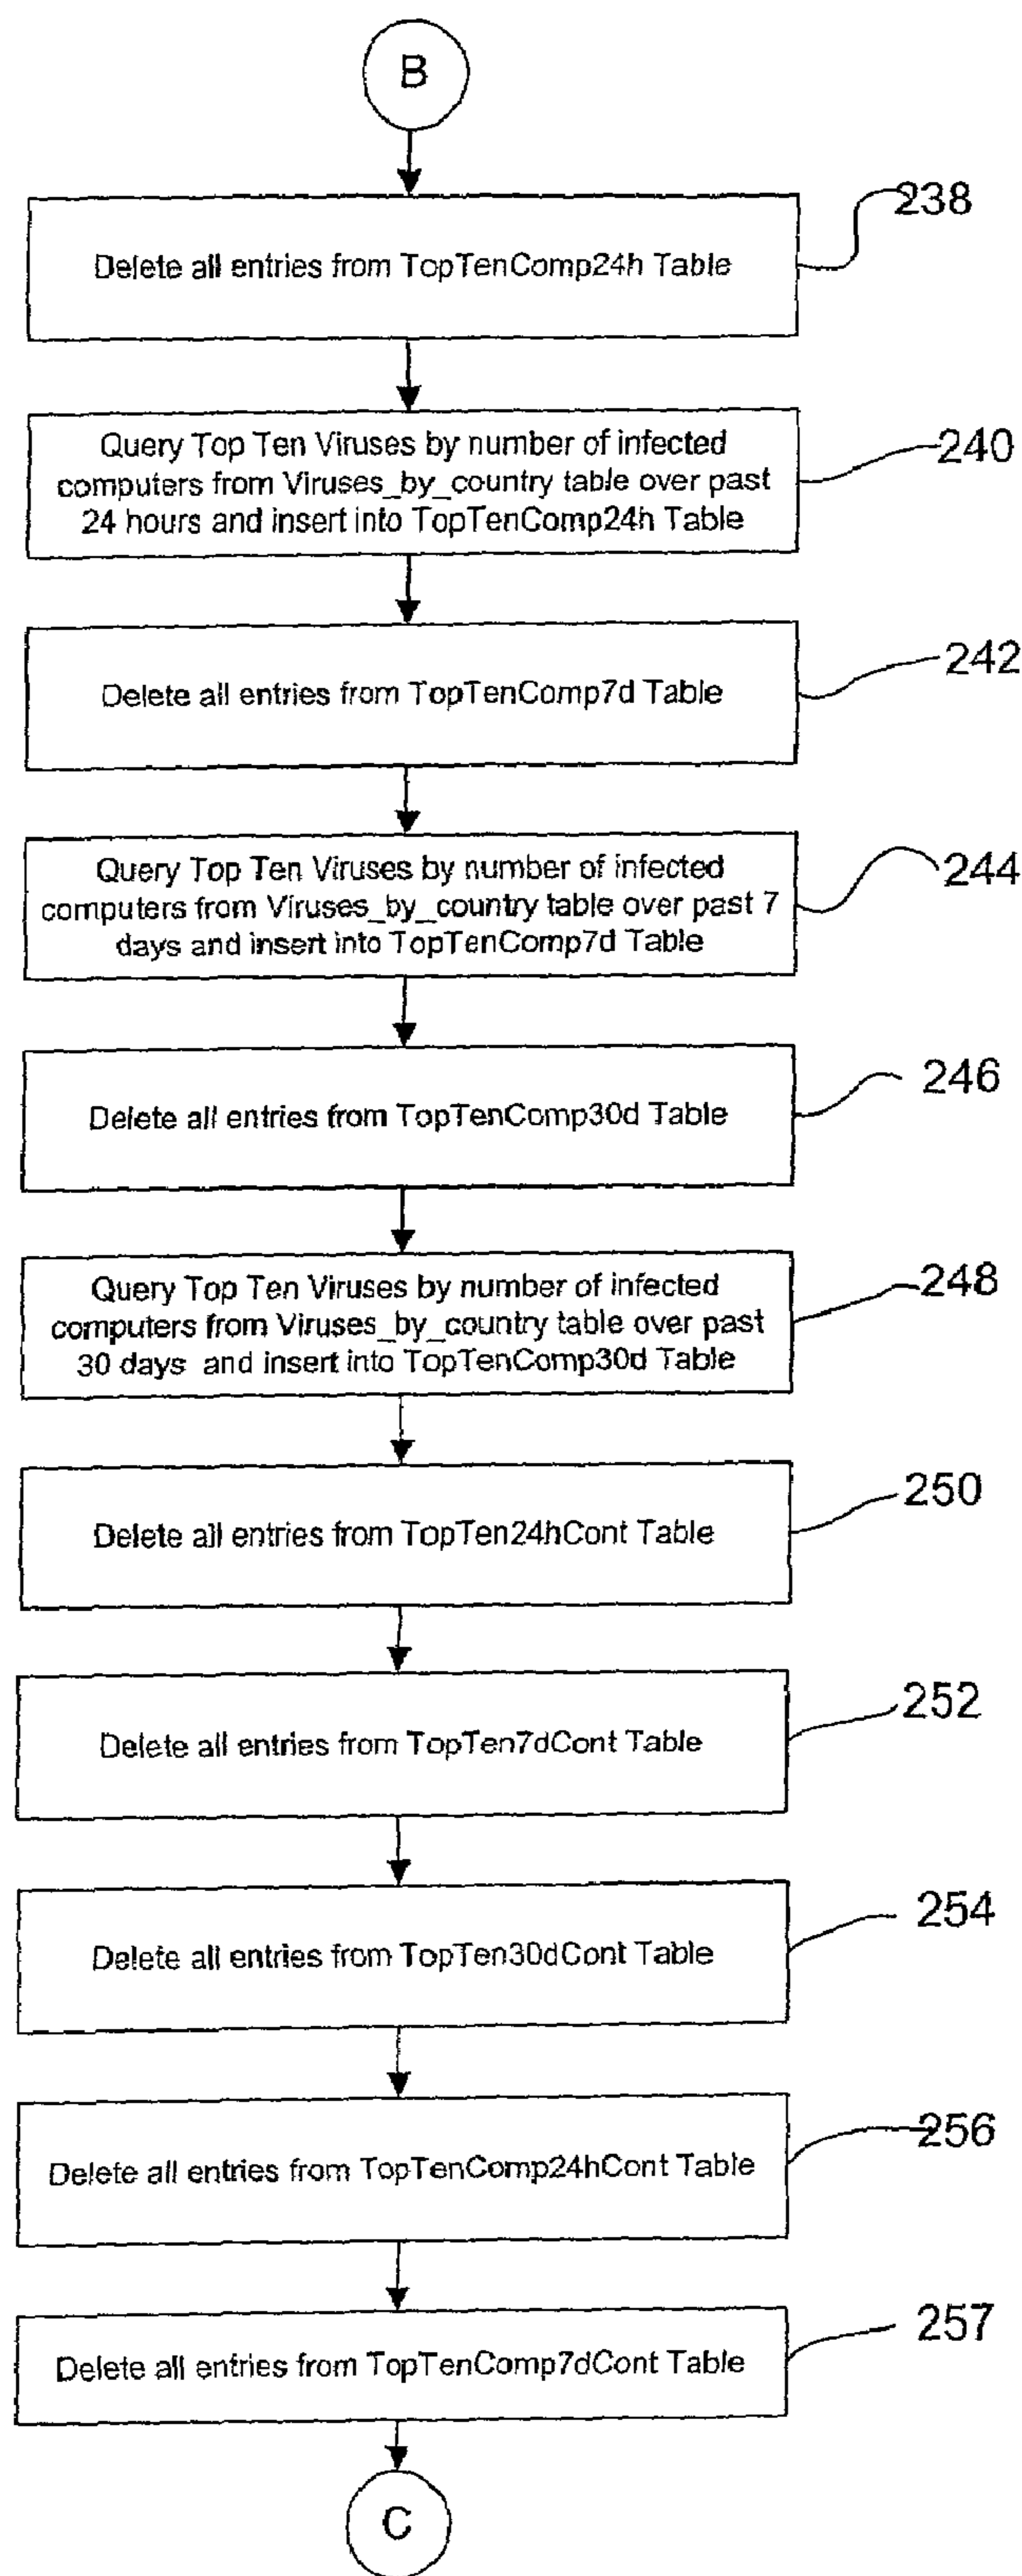 B
Delete all entries from TopTenComp24h Table
238
Query Top Ten Viruses by number of infected
computers from Viruses_by_country table over past
24 hours and insert into TopTenComp24h Table
240
Delete all entries from TopTenComp7d Table
242
Query Top Ten Viruses by number of infected
computers from Viruses_by_country table over past 7
days and insert into TopTenComp7d Table
244
Delete all entries from TopTenComp30d Table
246
Query Top Ten Viruses by number of infected
computers from Viruses_by_country table over past
30 days and insert into TopTenComp30d Table
248
Delete all entries from TopTen24hCont Table
250
Delete all entries from TopTen7dCont Table
252
Delete all entries from TopTen30dCont Table
254
Delete all entries from TopTenComp24hCont Table
256
Delete all entries from TopTenComp7dCont Table
257
C